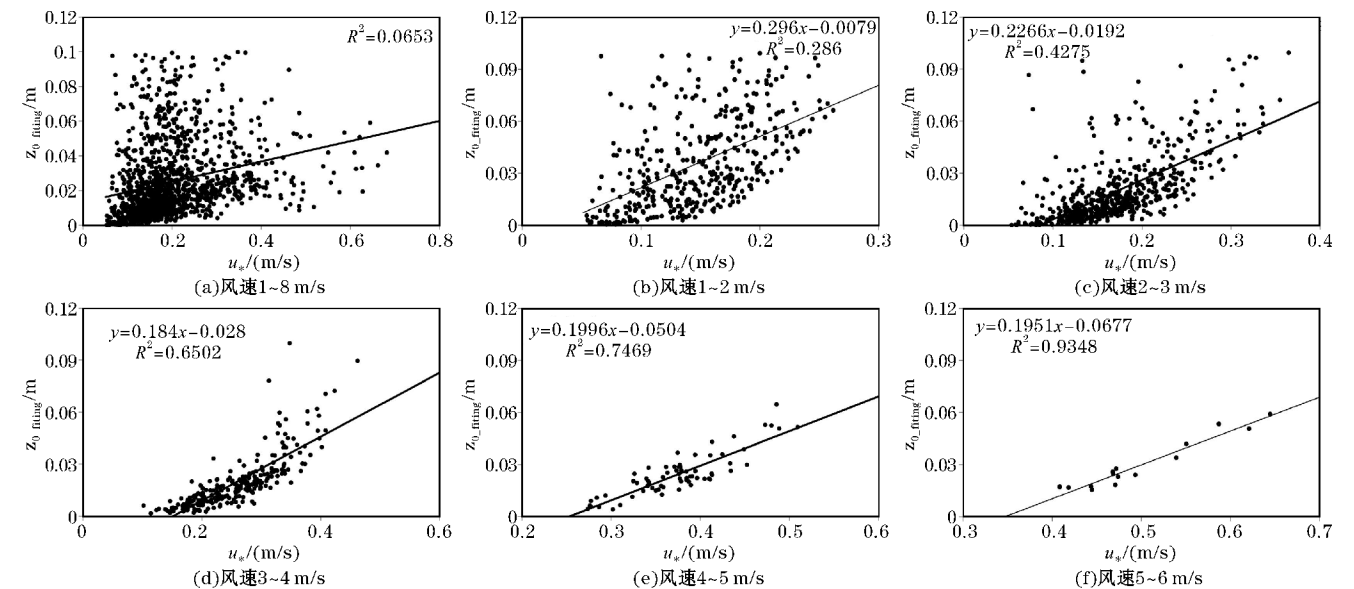 0.12
0.1
0.08
0.06
0.04
0.02
0
z₀_fiting/m
R²=0.0653
0 0.2 0.4 0.6 0.8
u*/(m/s)
(a)风速1~8 m/s
0.12
0.09
0.06
0.03
0
z₀_fiting/m
y=0.296x−0.0079
R²=0.286
0 0.1 0.2 0.3
u*/(m/s)
(b)风速1~2 m/s
0.12
0.09
0.06
0.03
0
z₀_fiting/m
y=0.2266x−0.0192
R²=0.4275
0 0.1 0.2 0.3 0.4
u*/(m/s)
(c)风速2~3 m/s
0.12
0.09
0.06
0.03
0
z₀_fiting/m
y=0.184x−0.028
R²=0.6502
0 0.2 0.4 0.6
u*/(m/s)
(d)风速3~4 m/s
0.12
0.09
0.06
0.03
0
z₀_fiting/m
y=0.1996x−0.0504
R²=0.7469
0.2 0.3 0.4 0.5 0.6
u*/(m/s)
(e)风速4~5 m/s
0.12
0.09
0.06
0.03
0
z₀_fiting/m
y=0.1951x−0.0677
R²=0.9348
0.3 0.4 0.5 0.6 0.7
u*/(m/s)
(f)风速5~6 m/s